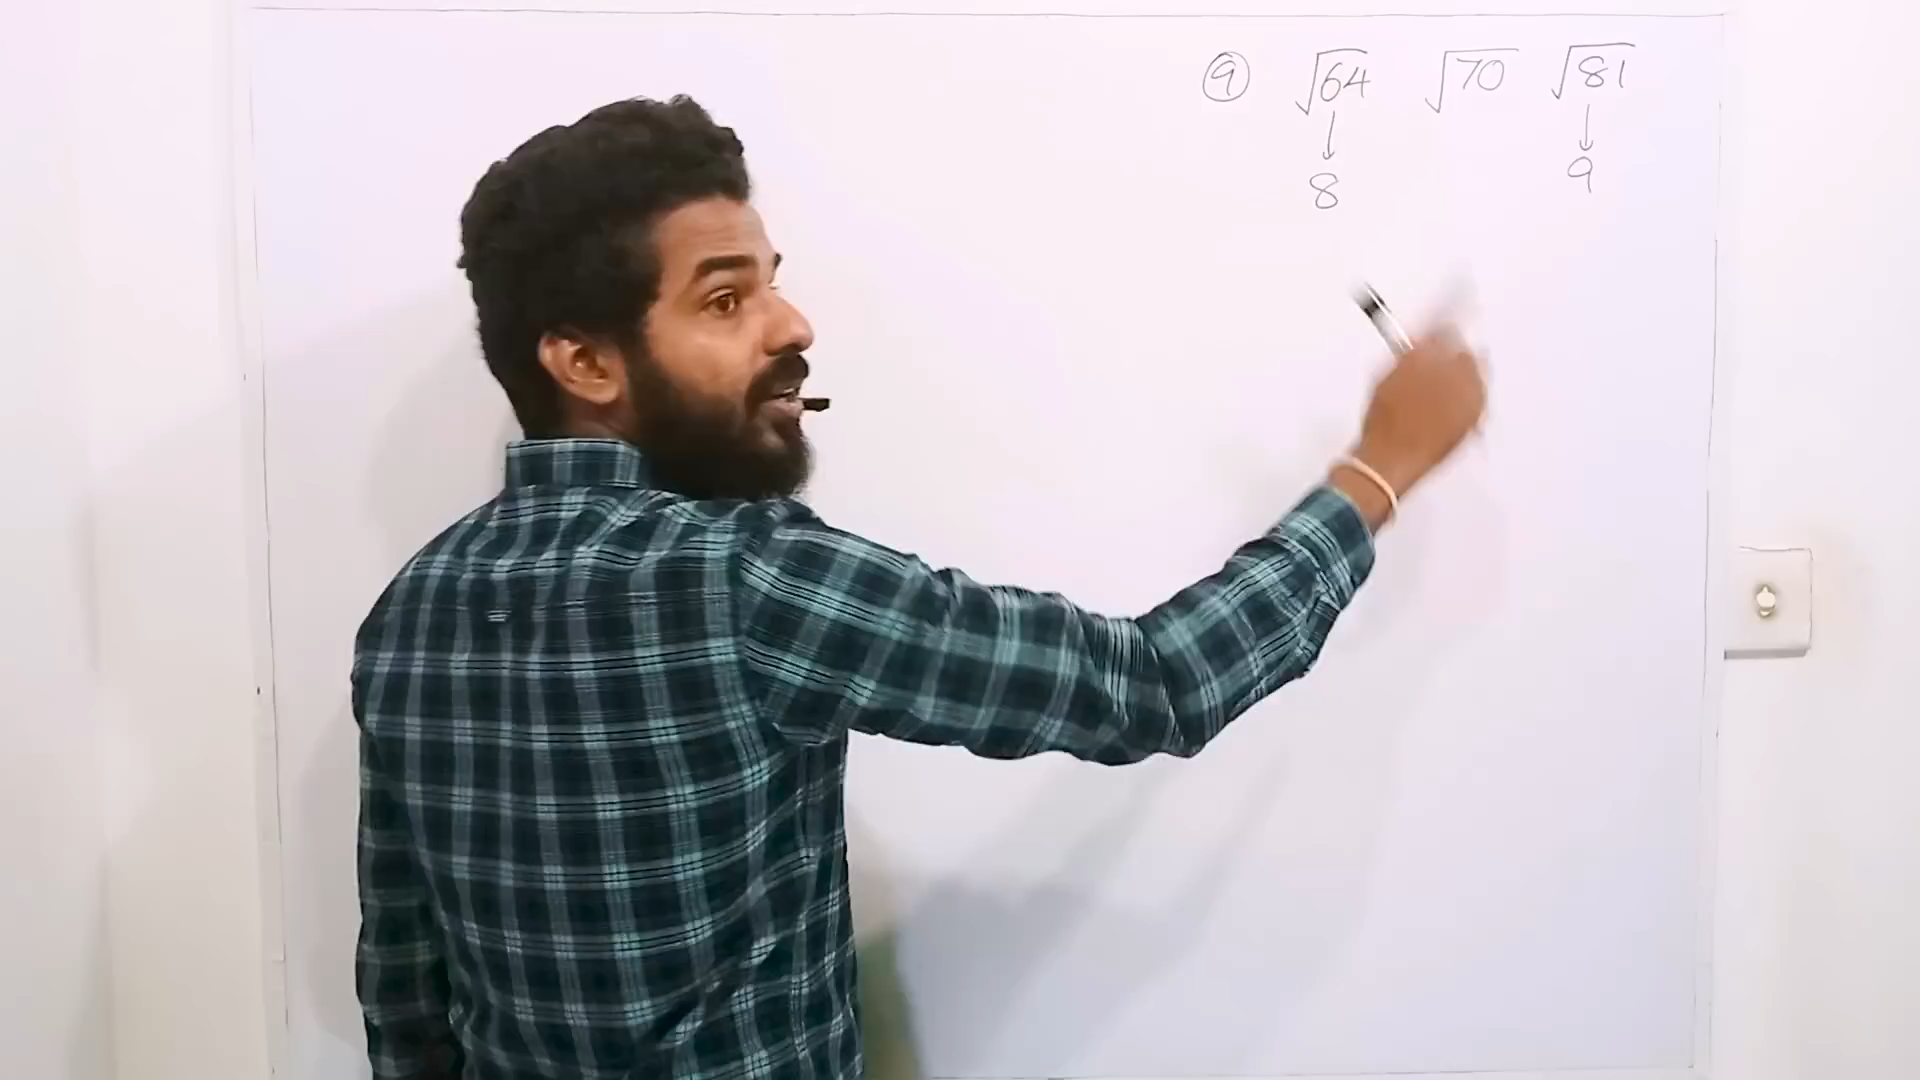 ⑨ √64 √70 √81
↓ ↓
8 9